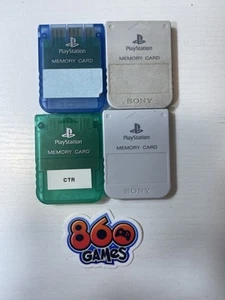 PlayStation
MEMORY CARD
PlayStation
MEMORY CARD
SONY
PlayStation
MEMORY CARD
CTR
PlayStation
MEMORY CARD
SONY
860
GAMES